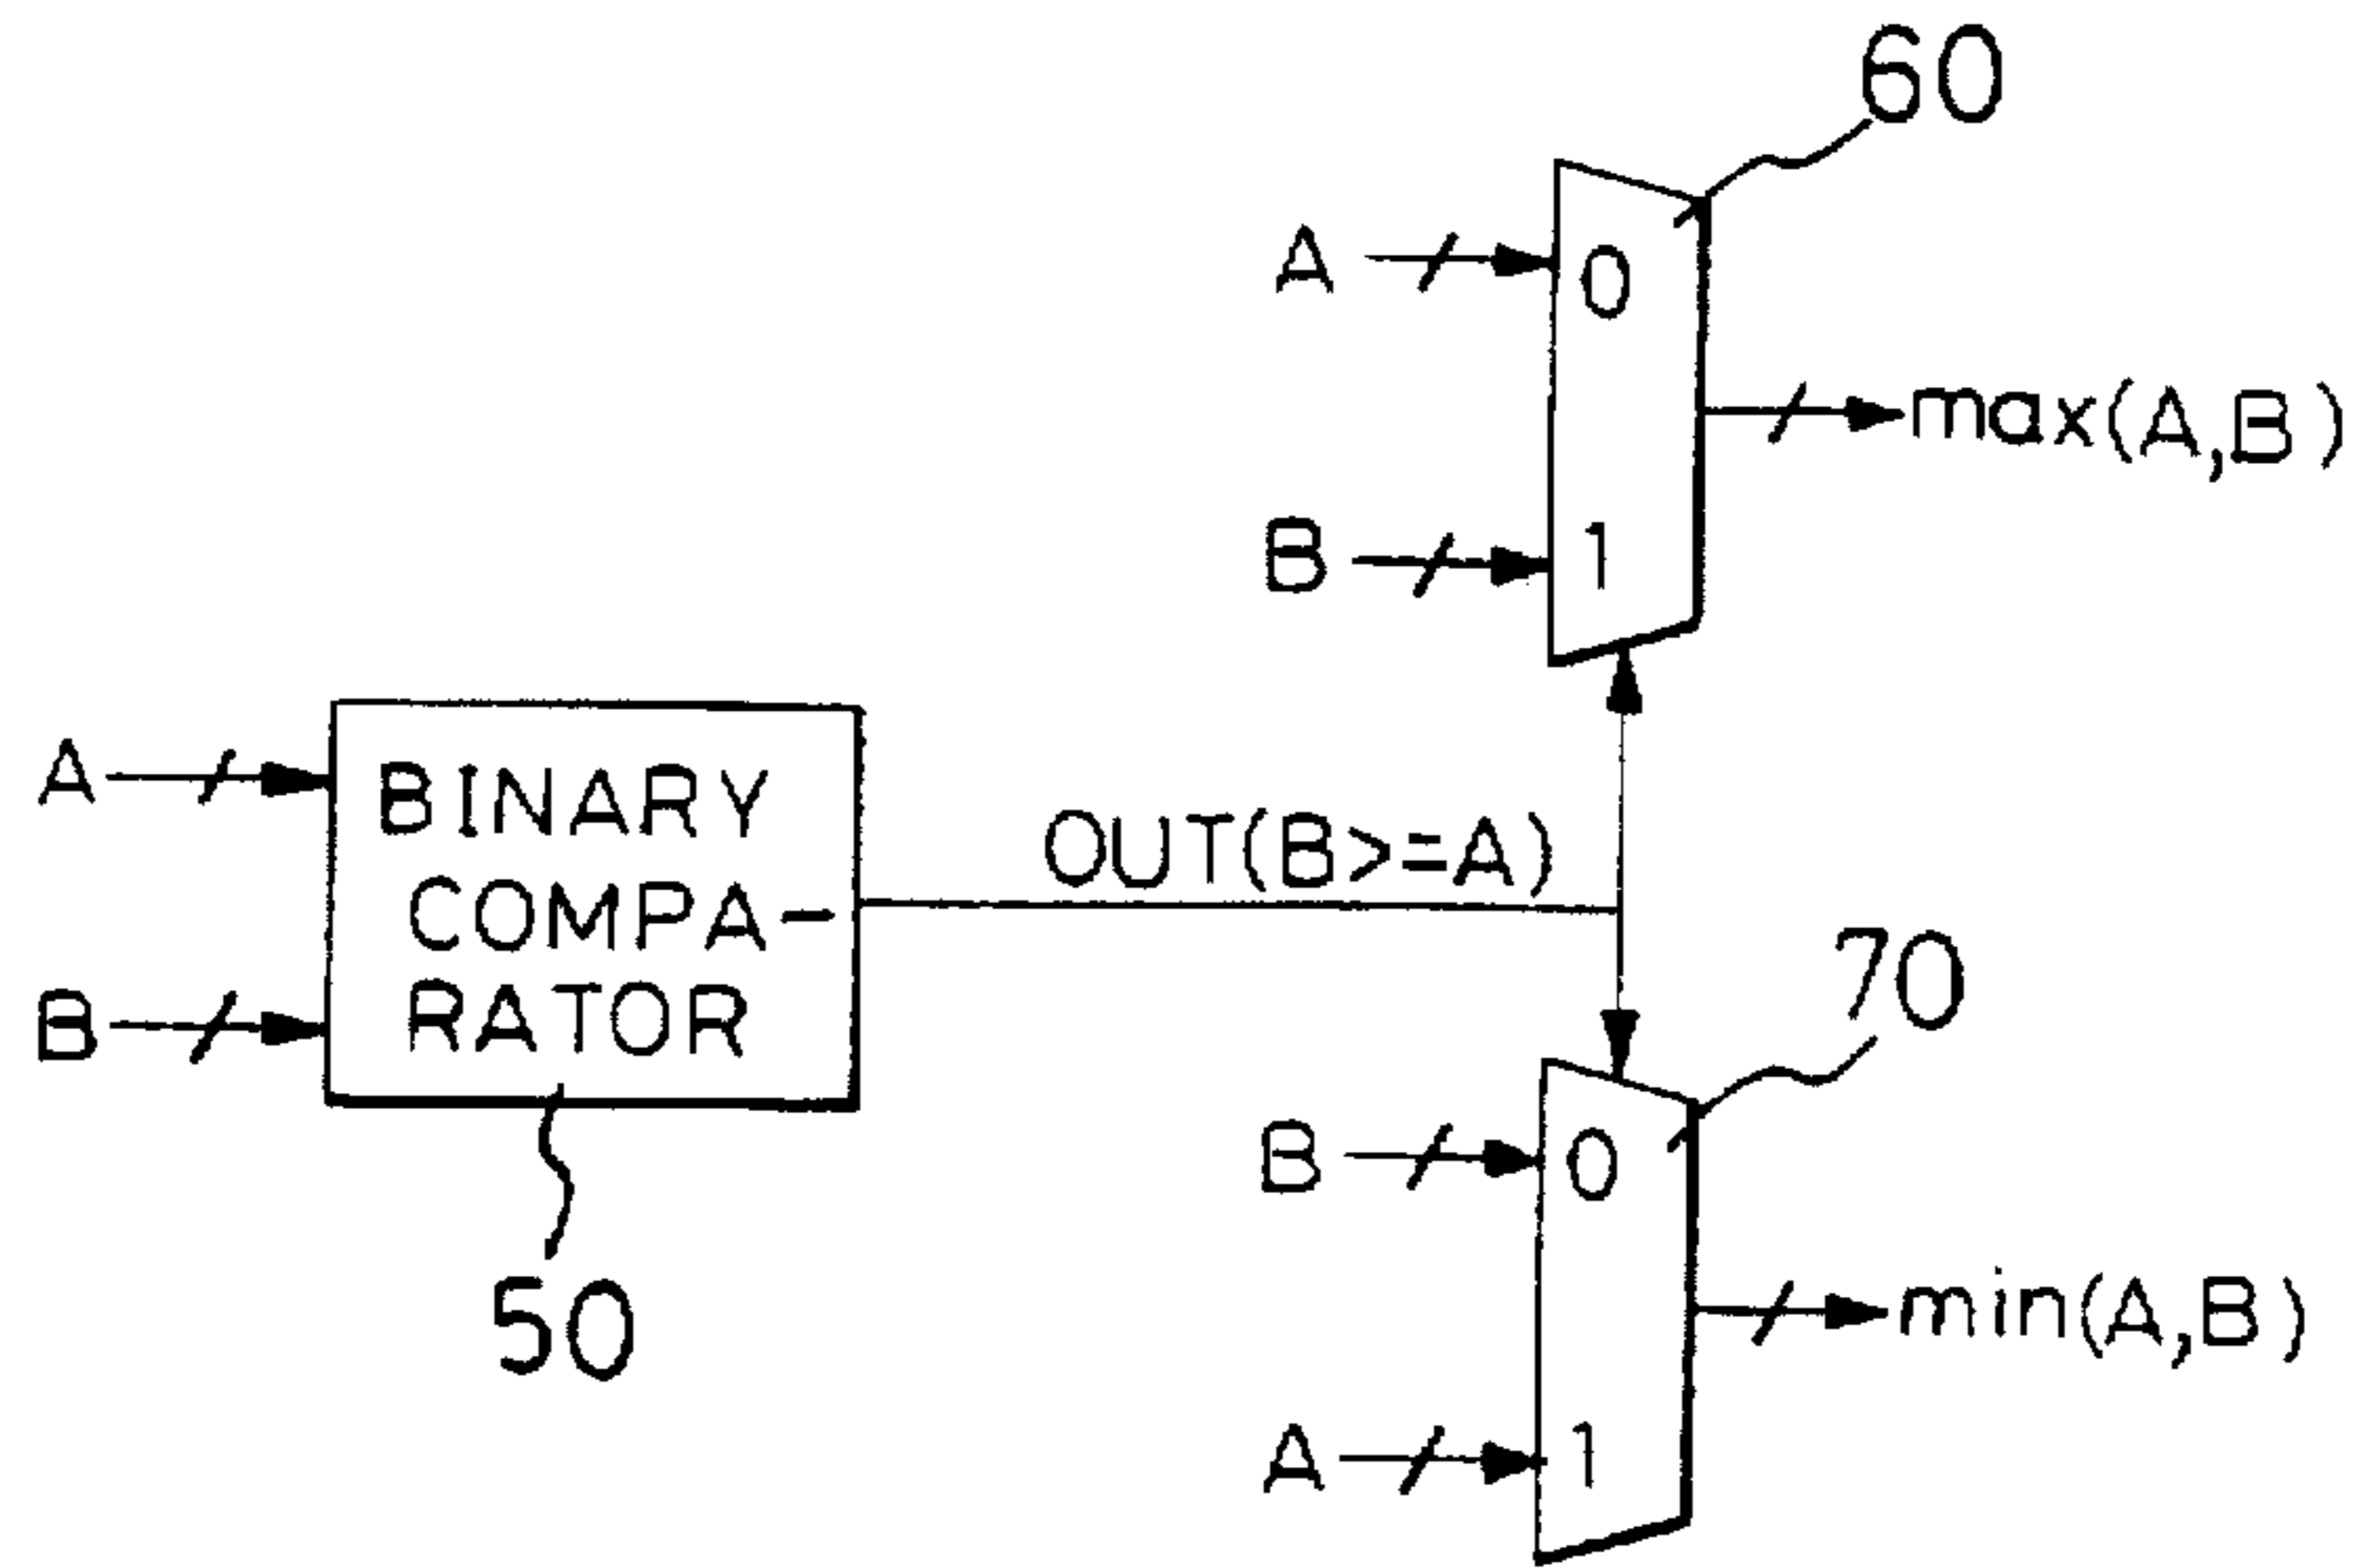 60
A
0
max(A,B)
B
1
A
BINARY
COMPA-
RATOR
B
OUT(B>=A)
50
70
B
0
min(A,B)
A
1